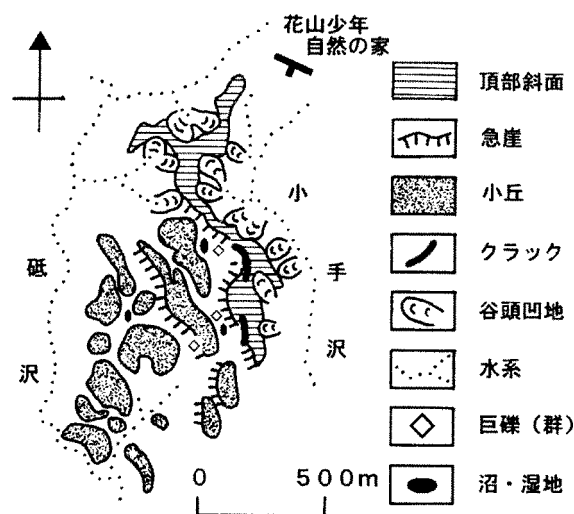 花山少年
自然の家
頂部斜面
急崖
小丘
クラック
谷頭凹地
水系
巨礫（群）
沼・湿地
小
手
沢
砥
沢
0 500m